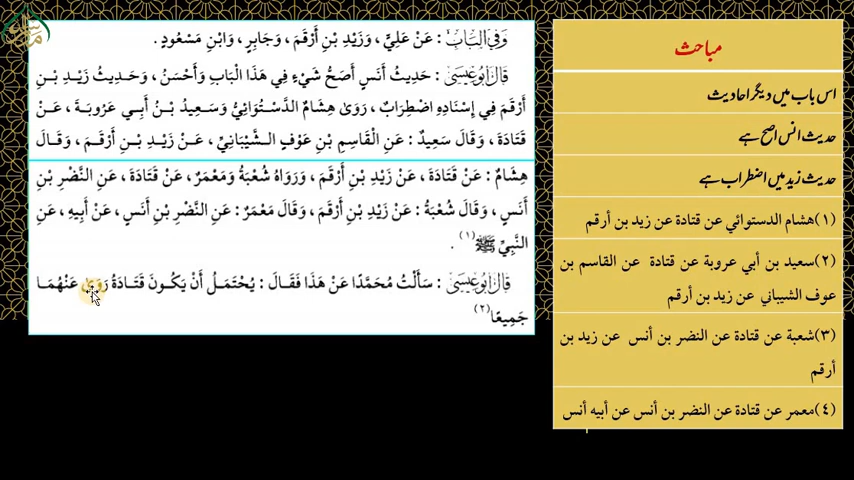 وَفِي الْبَابِ : عَنْ عَلِيٍّ ، وَزَيْدِ بْنِ أَرْقَمَ ، وَجَابِرٍ ، وَابْنِ مَسْعُودٍ .
قَالَ أَبُو عِيسَىٰ : حَدِيثُ أَنَسٍ أَصَحُّ شَيْءٍ فِي هَذَا الْبَابِ وَأَحْسَنُ ، وَحَدِيثُ زَيْدِ بْنِ
أَرْقَمَ فِي إِسْنَادِهِ اضْطِرَابٌ ، رَوَىٰ هِشَامٌ الدَّسْتَوَائِيُّ وَسَعِيدُ بْنُ أَبِي عَرُوبَةَ ، عَنْ
قَتَادَةَ ، وَقَالَ سَعِيدٌ : عَنِ الْقَاسِمِ بْنِ عَوْفٍ الشَّيْبَانِيِّ ، عَنْ زَيْدِ بْنِ أَرْقَمَ ، وَقَالَ
هِشَامٌ : عَنْ قَتَادَةَ ، عَنْ زَيْدِ بْنِ أَرْقَمَ ، وَرَوَاهُ شُعْبَةُ وَمَعْمَرٌ ، عَنْ قَتَادَةَ ، عَنِ النَّضْرِ بْنِ
أَنَسٍ ، وَقَالَ شُعْبَةُ : عَنْ زَيْدِ بْنِ أَرْقَمَ ، وَقَالَ مَعْمَرٌ : عَنِ النَّضْرِ بْنِ أَنَسٍ ، عَنْ أَبِيهِ ، عَنِ
النَّبِيِّ ﷺ (١) .
قَالَ أَبُو عِيسَىٰ : سَأَلْتُ مُحَمَّدًا عَنْ هَذَا فَقَالَ : يُحْتَمَلُ أَنْ يَكُونَ قَتَادَةُ رَوَىٰ عَنْهُمَا
جَمِيعًا (٢)
مباحث
اس باب میں دیگر احادیث
حدیث انس اصح ہے
حدیث زید میں اضطراب ہے
(١) هشام الدستوائي عن قتادة عن زيد بن أرقم
(٢) سعيد بن أبي عروبة عن قتادة عن القاسم بن
عوف الشيباني عن زيد بن أرقم
(٣) شعبة عن قتادة عن النضر بن أنس عن زيد بن
أرقم
(٤) معمر عن قتادة عن النضر بن أنس عن أبيه أنس